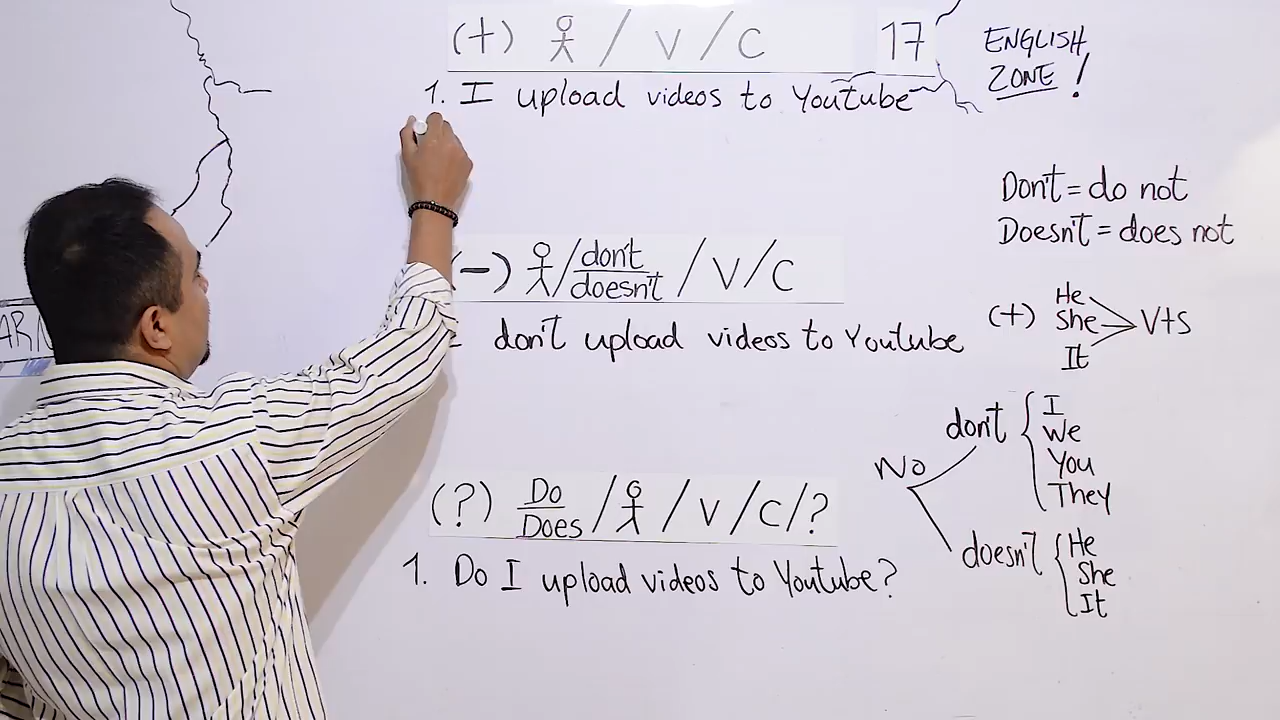 (+) / V / C 17
1. I upload videos to Youtube
ENGLISH
ZONE !
(-) / don't / V / C
doesn't
don't upload videos to Youtube
(?) Do / / V / C / ?
Does
1. Do I upload videos to Youtube?
Don't = do not
Doesn't = does not
(+) He
She V+S
It
No
don't { I
We
You
They
doesn't { He
She
It